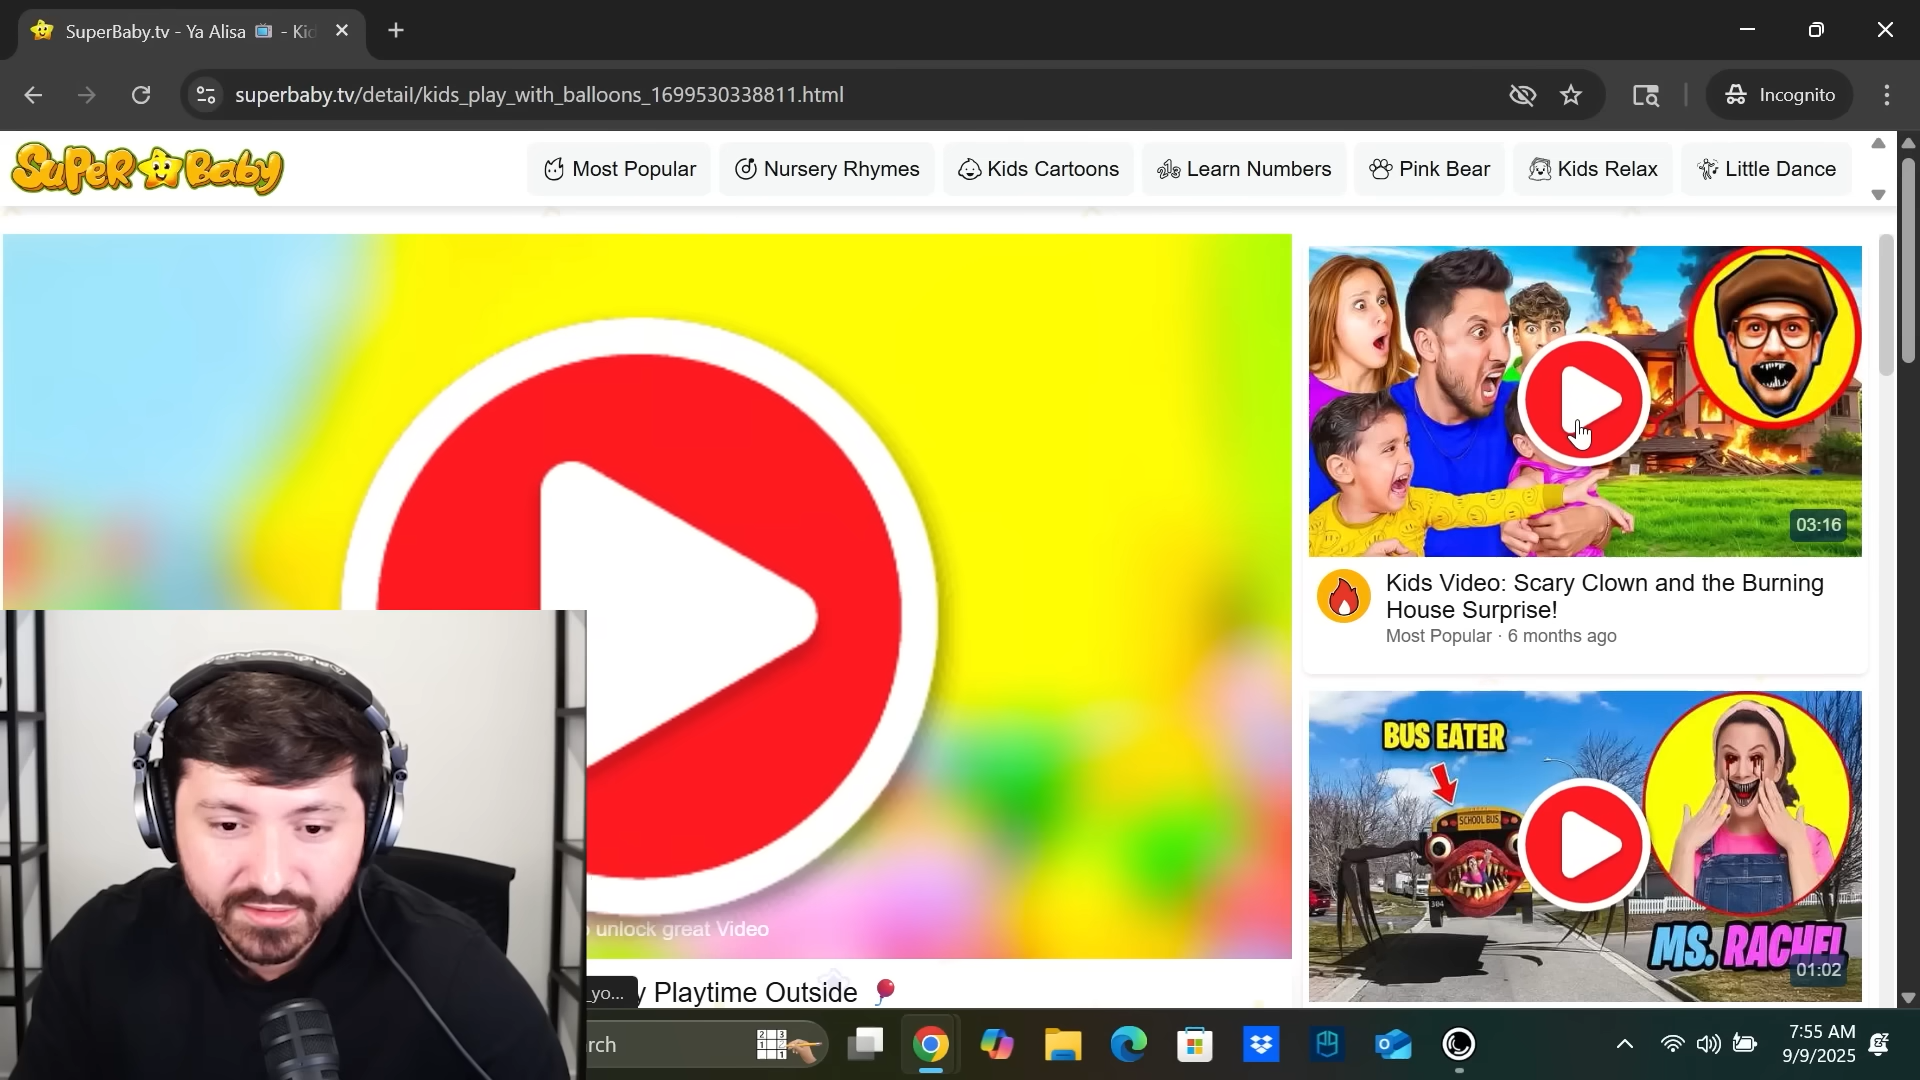 SuperBaby.tv - Ya Alisa 📺 - Kid
superbaby.tv/detail/kids_play_with_balloons_1699530338811.html
Incognito
SuPeR Baby
Most Popular
Nursery Rhymes
Kids Cartoons
Learn Numbers
Pink Bear
Kids Relax
Little Dance
03:16
Kids Video: Scary Clown and the Burning
House Surprise!
Most Popular · 6 months ago
BUS EATER
SCHOOL BUS
304
MS. RACHEL
01:02
unlock great Video
_yo...
y Playtime Outside 🎈
rch
7:55 AM
9/9/2025